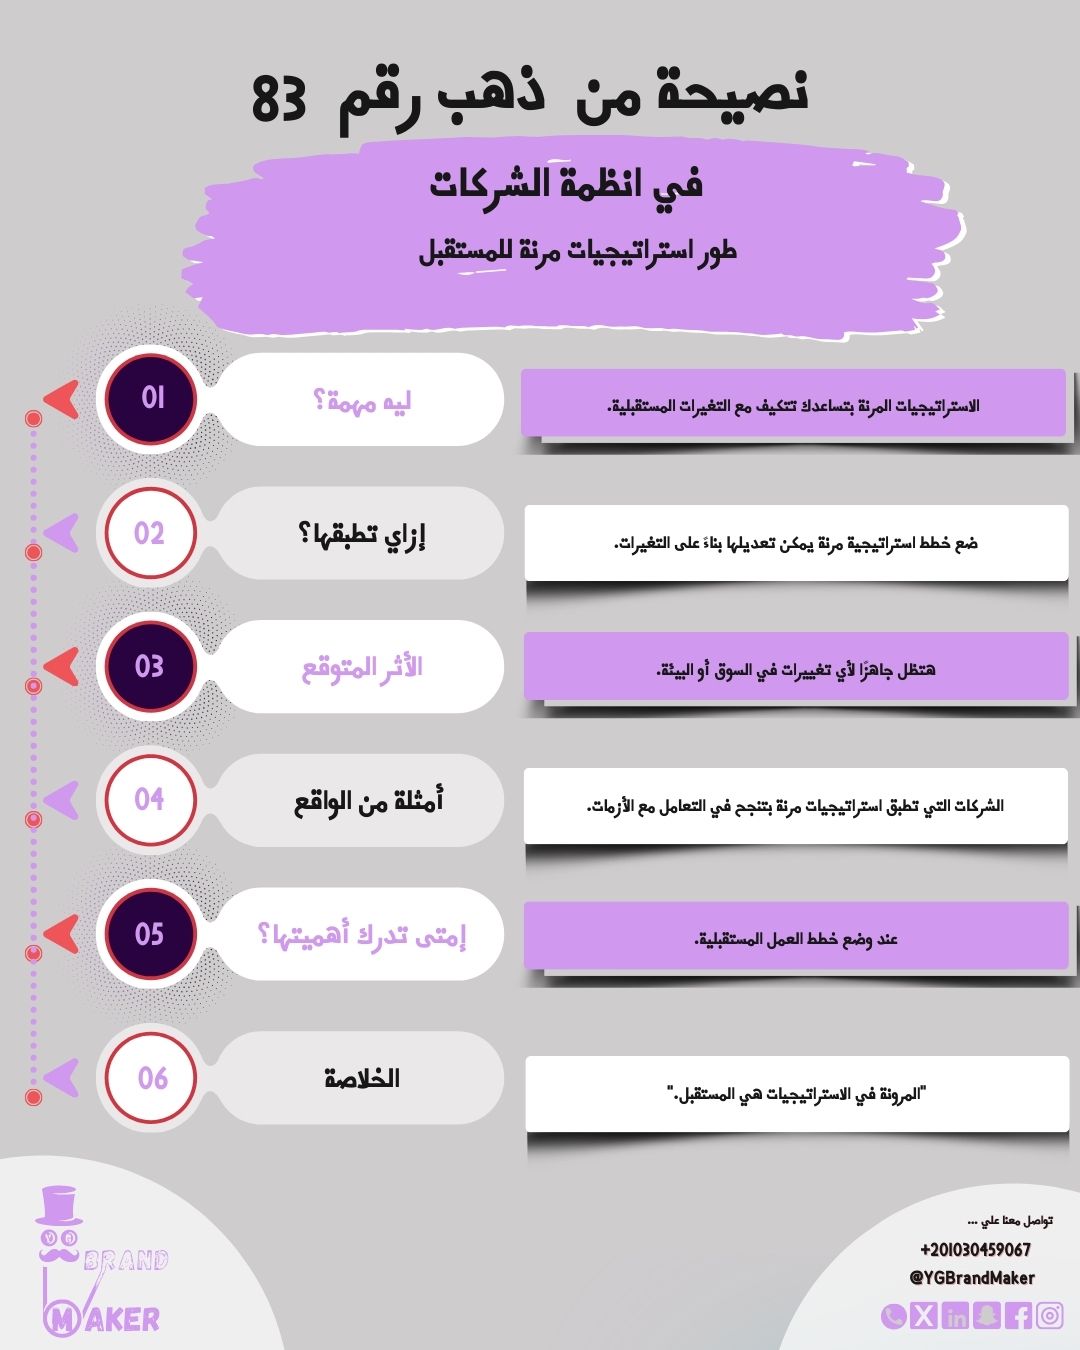 نصيحة من ذهب رقم 83
في انظمة الشركات
طور استراتيجيات مرنة للمستقبل
01
ليه مهمة؟
الاستراتيجيات المرنة بتساعدك تتكيف مع التغيرات المستقبلية.
02
إزاي تطبقها؟
ضع خطط استراتيجية مرنة يمكن تعديلها بناءً على التغيرات.
03
الأثر المتوقع
هتظل جاهزًا لأي تغييرات في السوق أو البيئة.
04
أمثلة من الواقع
الشركات التي تطبق استراتيجيات مرنة بتنجح في التعامل مع الأزمات.
05
إمتى تدرك أهميتها؟
عند وضع خطط العمل المستقبلية.
06
الخلاصة
"المرونة في الاستراتيجيات هي المستقبل."
تواصل معنا علي ...
+201030459067
@YGBrandMaker
BRAND
MAKER